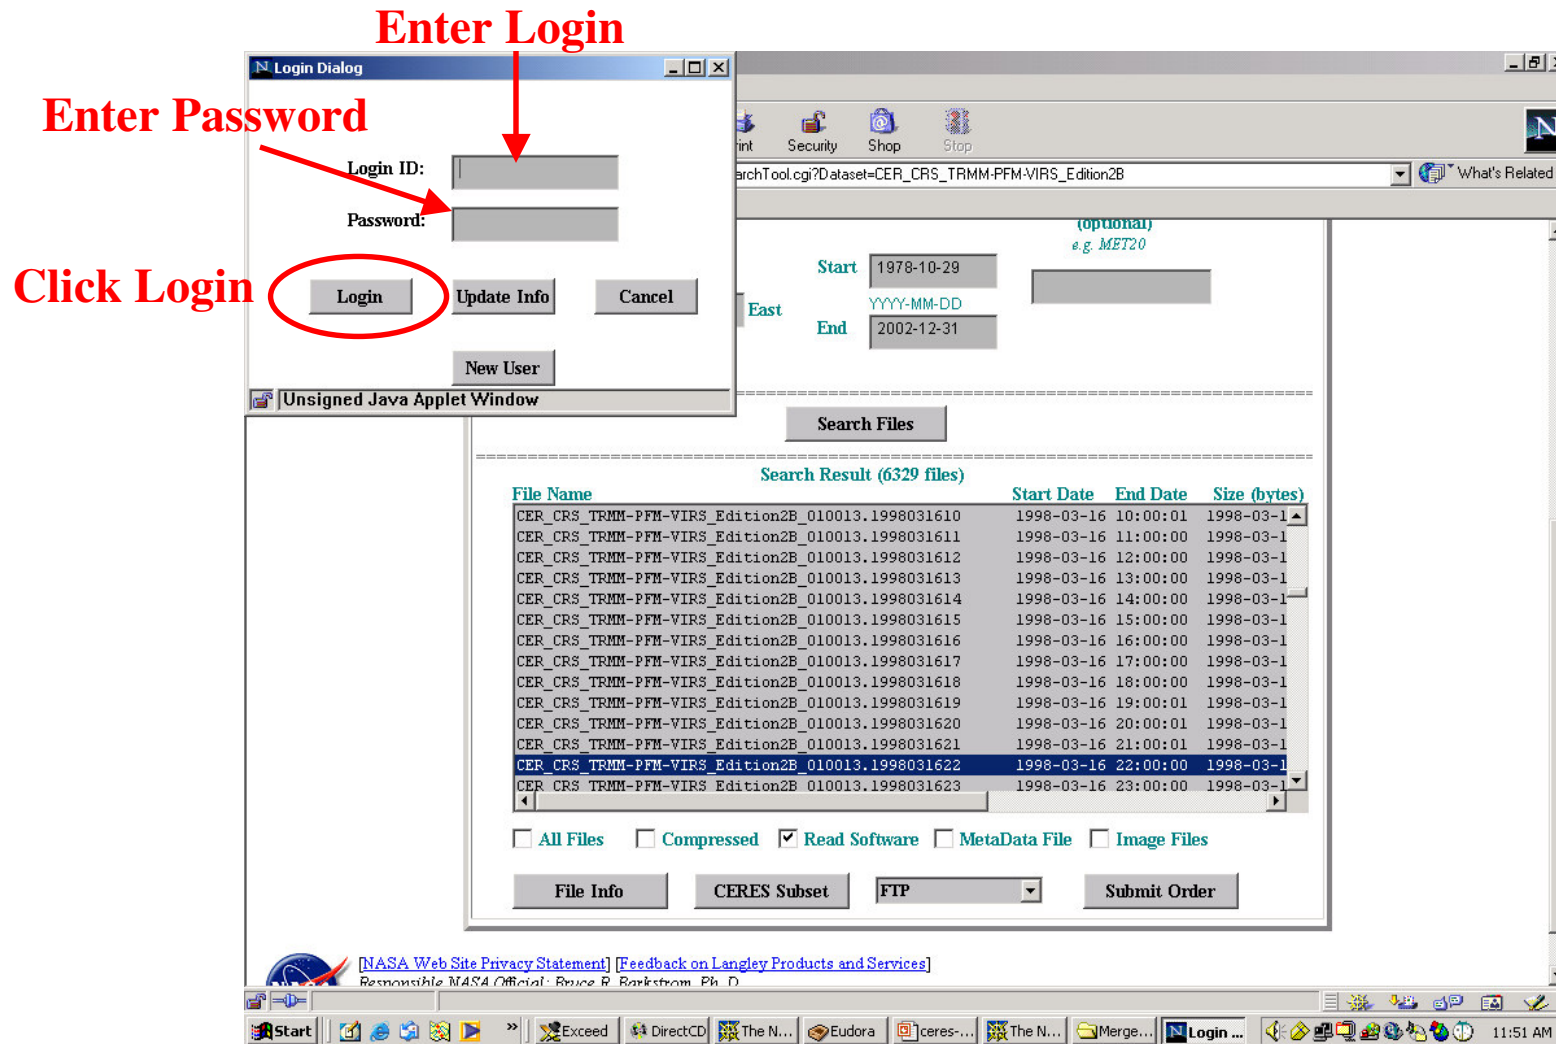 Enter Login
Login Dialog
Enter Password
Login ID:
Password:
Click Login
Login
Update Info
Cancel
New User
Unsigned Java Applet Window
Security
Shop
Stop
archTool.cgi?Dataset=CER_CRS_TRMM-PFM-VIRS_Edition2B
What's Related
(optional)
e.g. MET20
Start
1978-10-29
YYYY-MM-DD
East
End
2002-12-31
Search Files
Search Result (6329 files)
File Name Start Date End Date Size (bytes)
CER_CRS_TRMM-PFM-VIRS_Edition2B_010013.1998031610 1998-03-16 10:00:01 1998-03-1
CER_CRS_TRMM-PFM-VIRS_Edition2B_010013.1998031611 1998-03-16 11:00:00 1998-03-1
CER_CRS_TRMM-PFM-VIRS_Edition2B_010013.1998031612 1998-03-16 12:00:00 1998-03-1
CER_CRS_TRMM-PFM-VIRS_Edition2B_010013.1998031613 1998-03-16 13:00:00 1998-03-1
CER_CRS_TRMM-PFM-VIRS_Edition2B_010013.1998031614 1998-03-16 14:00:00 1998-03-1
CER_CRS_TRMM-PFM-VIRS_Edition2B_010013.1998031615 1998-03-16 15:00:00 1998-03-1
CER_CRS_TRMM-PFM-VIRS_Edition2B_010013.1998031616 1998-03-16 16:00:00 1998-03-1
CER_CRS_TRMM-PFM-VIRS_Edition2B_010013.1998031617 1998-03-16 17:00:00 1998-03-1
CER_CRS_TRMM-PFM-VIRS_Edition2B_010013.1998031618 1998-03-16 18:00:00 1998-03-1
CER_CRS_TRMM-PFM-VIRS_Edition2B_010013.1998031619 1998-03-16 19:00:01 1998-03-1
CER_CRS_TRMM-PFM-VIRS_Edition2B_010013.1998031620 1998-03-16 20:00:01 1998-03-1
CER_CRS_TRMM-PFM-VIRS_Edition2B_010013.1998031621 1998-03-16 21:00:01 1998-03-1
CER_CRS_TRMM-PFM-VIRS_Edition2B_010013.1998031622 1998-03-16 22:00:00 1998-03-1
CER_CRS_TRMM-PFM-VIRS_Edition2B_010013.1998031623 1998-03-16 23:00:00 1998-03-1
All Files Compressed Read Software MetaData File Image Files
File Info CERES Subset FTP Submit Order
[NASA Web Site Privacy Statement] [Feedback on Langley Products and Services]
Responsible NASA Official: Bruce R. Barkstrom, Ph. D.
Start » Exceed DirectCD The N... Eudora ceres-... The N... Merge... Login ... 11:51 AM